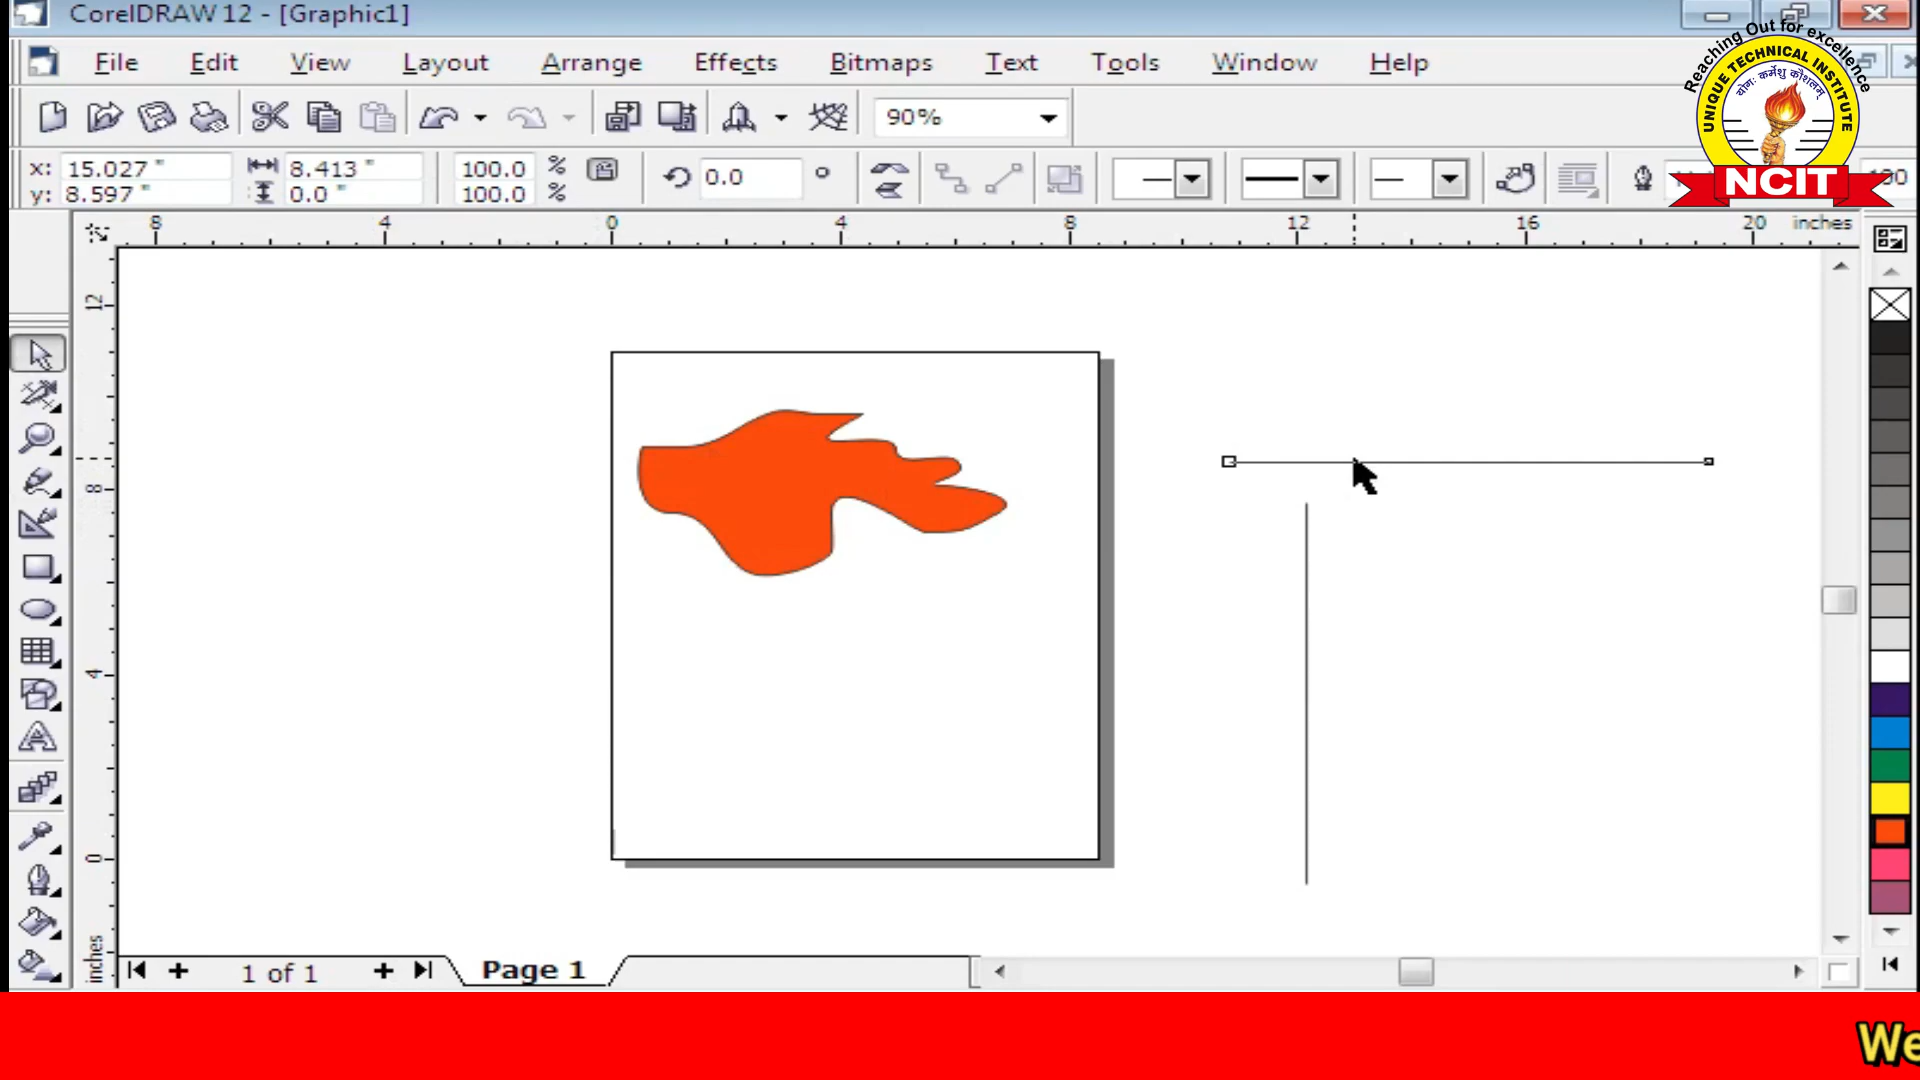 CorelDRAW 12 - [Graphic1]
File Edit View Layout Arrange Effects Bitmaps Text Tools Window Help
Reaching Out for excellence
UNIQUE TECHNICAL INSTITUTE
योगः कर्मसु कौशलम्
NCIT
90%
x: 15.027 " 8.413 " 100.0 % 0.0 °
y: 8.597 " 0.0 " 100.0 %
8 4 0 4 8 12 16 20 inches
12
8
4
0
inches
1 of 1 Page 1
We